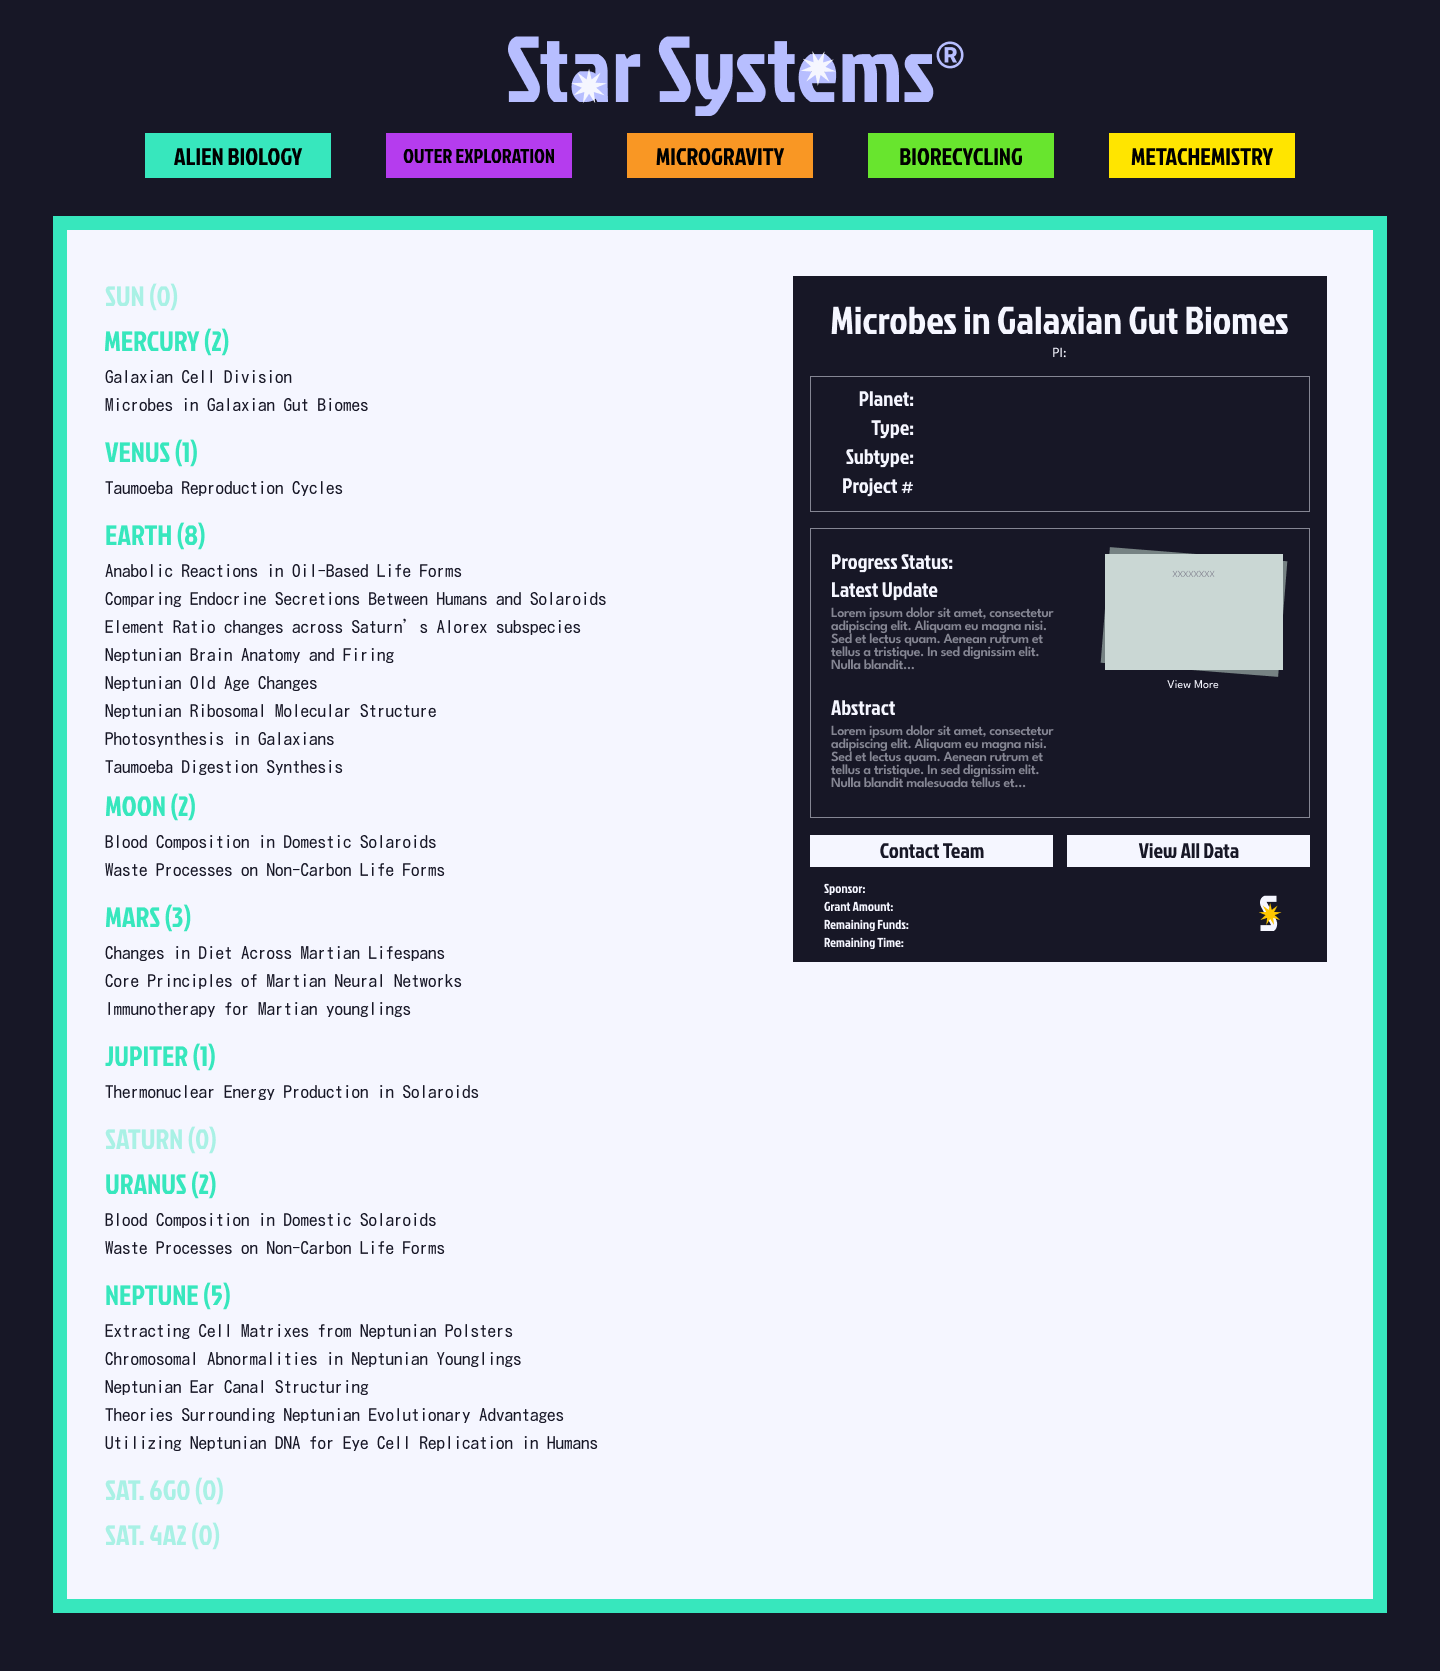 Star Systems®
ALIEN BIOLOGY
OUTER EXPLORATION
MICROGRAVITY
BIORECYCLING
METACHEMISTRY
SUN (0)
MERCURY (2)
Galaxian Cell Division
Microbes in Galaxian Gut Biomes
VENUS (1)
Taumoeba Reproduction Cycles
EARTH (8)
Anabolic Reactions in Oil-Based Life Forms
Comparing Endocrine Secretions Between Humans and Solaroids
Element Ratio changes across Saturn’s Alorex subspecies
Neptunian Brain Anatomy and Firing
Neptunian Old Age Changes
Neptunian Ribosomal Molecular Structure
Photosynthesis in Galaxians
Taumoeba Digestion Synthesis
MOON (2)
Blood Composition in Domestic Solaroids
Waste Processes on Non-Carbon Life Forms
MARS (3)
Changes in Diet Across Martian Lifespans
Core Principles of Martian Neural Networks
Immunotherapy for Martian younglings
JUPITER (1)
Thermonuclear Energy Production in Solaroids
SATURN (0)
URANUS (2)
Blood Composition in Domestic Solaroids
Waste Processes on Non-Carbon Life Forms
NEPTUNE (5)
Extracting Cell Matrixes from Neptunian Polsters
Chromosomal Abnormalities in Neptunian Younglings
Neptunian Ear Canal Structuring
Theories Surrounding Neptunian Evolutionary Advantages
Utilizing Neptunian DNA for Eye Cell Replication in Humans
SAT. 6G0 (0)
SAT. 4A2 (0)
Microbes in Galaxian Gut Biomes
PI:
Planet:
Type:
Subtype:
Project #
Progress Status:
Latest Update
Lorem ipsum dolor sit amet, consectetur
adipiscing elit. Aliquam eu magna nisi.
Sed et lectus quam. Aenean rutrum et
tellus a tristique. In sed dignissim elit.
Nulla blandit...
XXXXXXXX
View More
Abstract
Lorem ipsum dolor sit amet, consectetur
adipiscing elit. Aliquam eu magna nisi.
Sed et lectus quam. Aenean rutrum et
tellus a tristique. In sed dignissim elit.
Nulla blandit malesuada tellus et...
Contact Team
View All Data
Sponsor:
Grant Amount:
Remaining Funds:
Remaining Time:
S